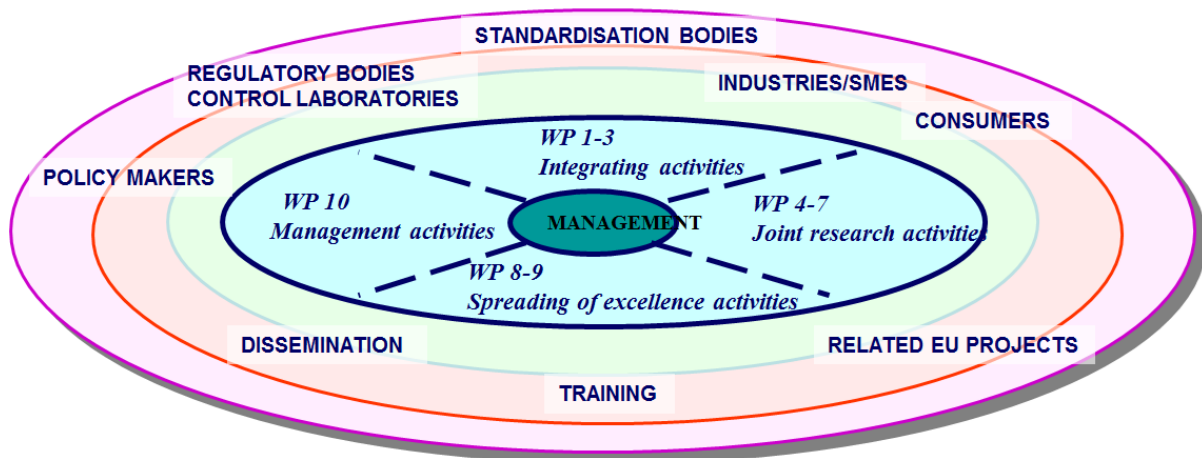 STANDARDISATION BODIES
REGULATORY BODIES
CONTROL LABORATORIES
INDUSTRIES/SMES
CONSUMERS
POLICY MAKERS
WP 1-3
Integrating activities
WP 10
Management activities
MANAGEMENT
WP 4-7
Joint research activities
WP 8-9
Spreading of excellence activities
DISSEMINATION
RELATED EU PROJECTS
TRAINING